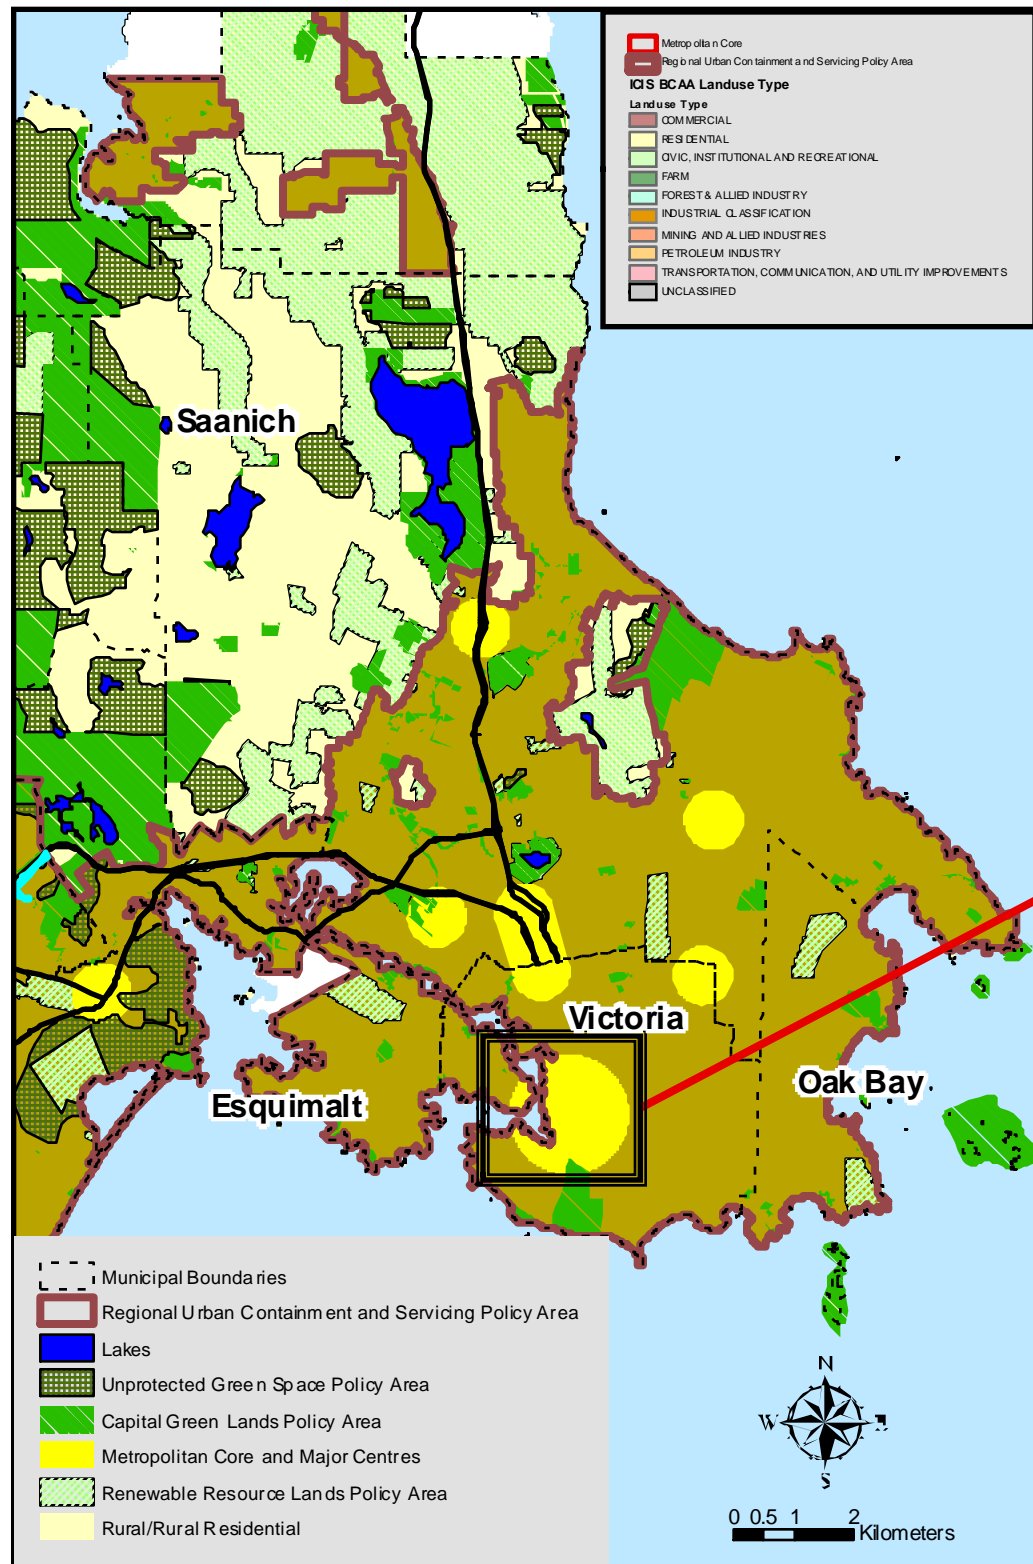 Metropolitan Core
Regional Urban Containment and Servicing Policy Area
ICIS BCAA Landuse Type
Landuse Type
COMMERCIAL
RESIDENTIAL
CIVIC, INSTITUTIONAL AND RECREATIONAL
FARM
FOREST & ALLIED INDUSTRY
INDUSTRIAL CLASSIFICATION
MINING AND ALLIED INDUSTRIES
PETROLEUM INDUSTRY
TRANSPORTATION, COMMUNICATION, AND UTILITY IMPROVEMENTS
UNCLASSIFIED
Saanich
Victoria
Oak Bay
Esquimalt
Municipal Boundaries
Regional Urban Containment and Servicing Policy Area
Lakes
Unprotected Green Space Policy Area
Capital Green Lands Policy Area
Metropolitan Core and Major Centres
Renewable Resource Lands Policy Area
Rural/Rural Residential
N
W
S
0 0.5 1 2
Kilometers